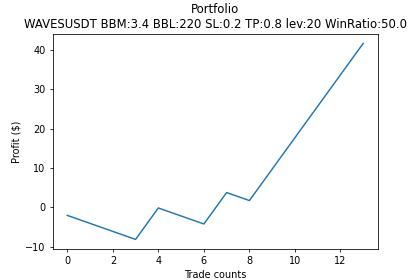 Portfolio
WAVESUSDT BBM:3.4 BBL:220 SL:0.2 TP:0.8 lev:20 WinRatio:50.0
Profit ($)
40
30
20
10
0
−10
0 2 4 6 8 10 12
Trade counts